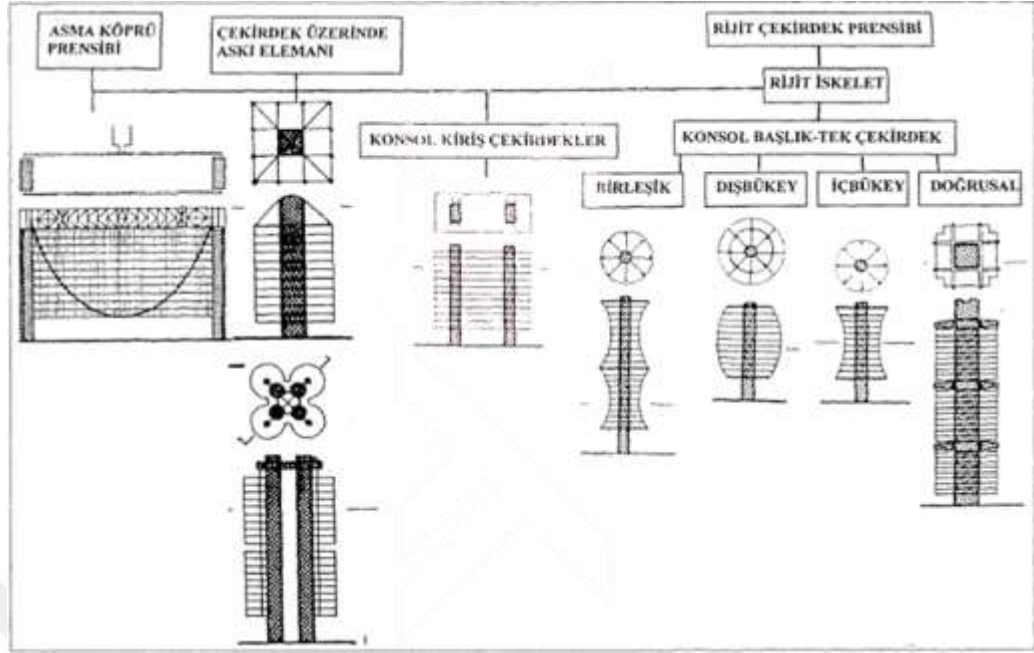 ASMA KÖPRÜ
PRENSİBİ
ÇEKİRDEK ÜZERİNDE
ASKI ELEMANI
RİJİT ÇEKİRDEK PRENSİBİ
RİJİT İSKELET
KONSOL KİRİŞ ÇEKİRDEKLER
KONSOL BAŞLIK-TEK ÇEKİRDEK
BİRLEŞİK
DIŞBÜKEY
İÇBÜKEY
DOĞRUSAL